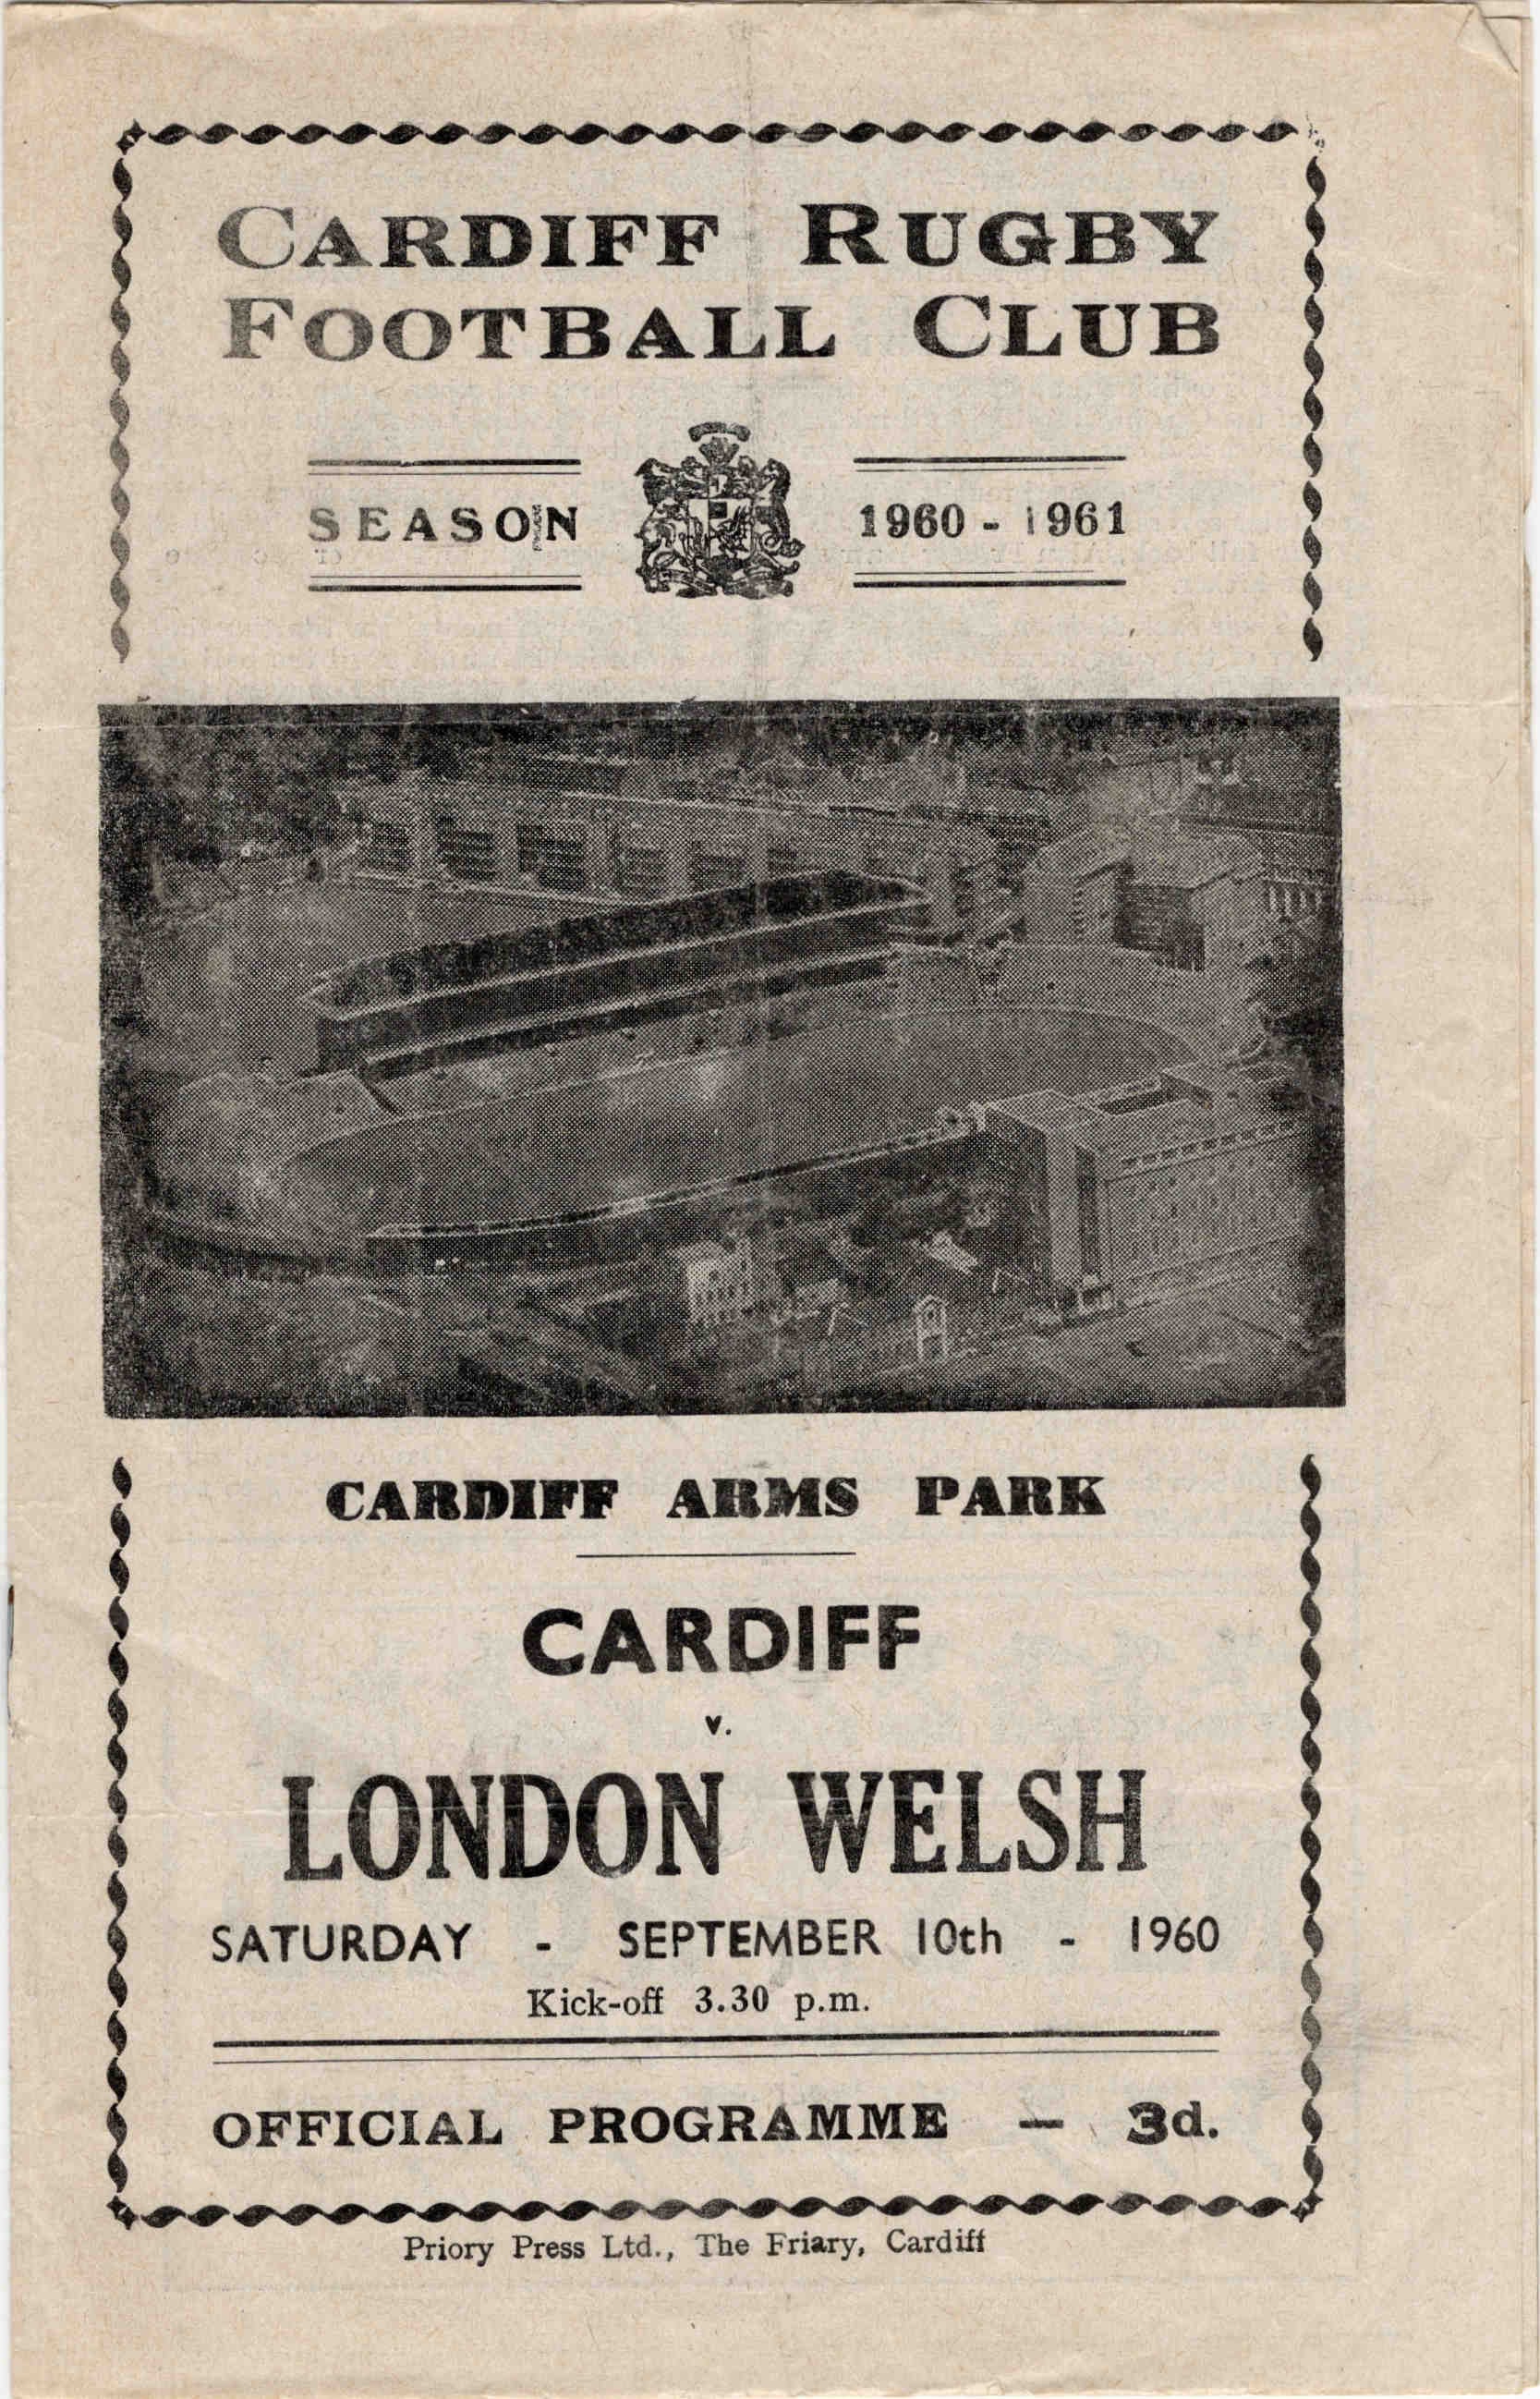 CARDIFF RUGBY
FOOTBALL CLUB
SEASON 1960 - 1961
CARDIFF ARMS PARK
CARDIFF
v.
LONDON WELSH
SATURDAY - SEPTEMBER 10th - 1960
Kick-off 3.30 p.m.
OFFICIAL PROGRAMME — 3d.
Priory Press Ltd., The Friary, Cardiff